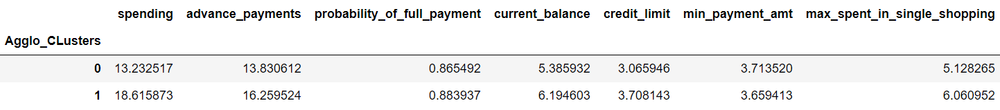 spending advance_payments probability_of_full_payment current_balance credit_limit min_payment_amt max_spent_in_single_shopping
Agglo_CLusters
0 13.232517 13.830612 0.865492 5.385932 3.065946 3.713520 5.128265
1 18.615873 16.259524 0.883937 6.194603 3.708143 3.659413 6.060952